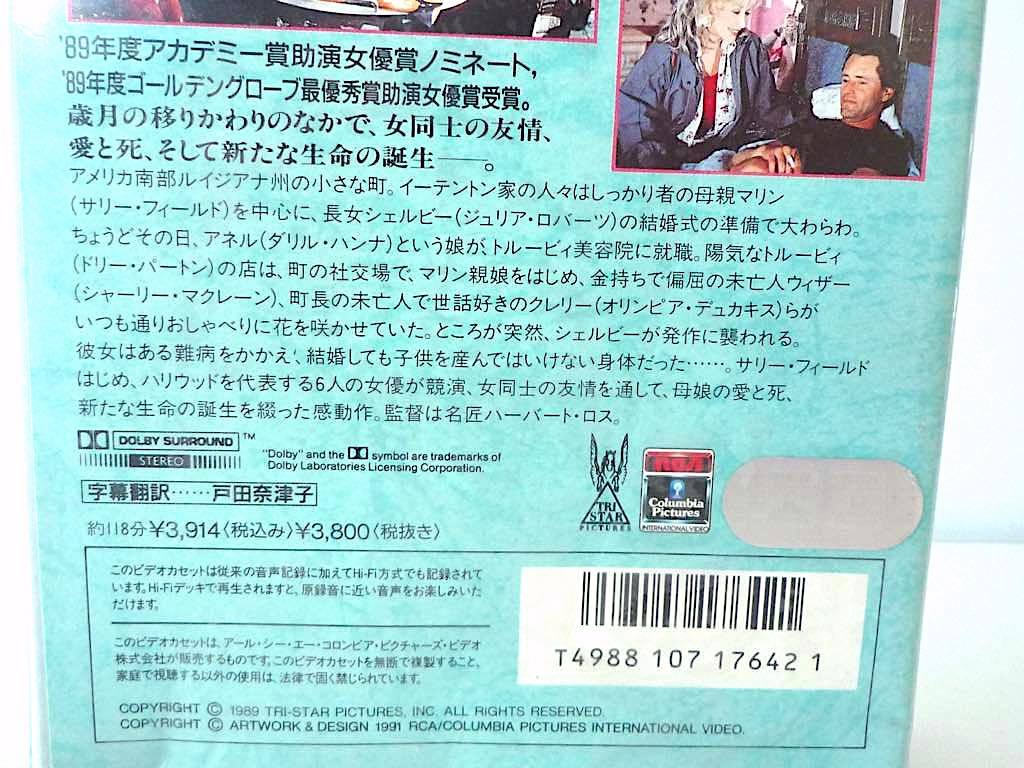 '89年度アカデミー賞助演女優賞ノミネート,
'89年度ゴールデングローブ最優秀賞助演女優賞受賞。
歳月の移りかわりのなかで、女同士の友情、
愛と死、そして新たな生命の誕生——。
アメリカ南部ルイジアナ州の小さな町。イーテントン家の人々はしっかり者の母親マリン
(サリー・フィールド)を中心に、長女シェルビー(ジュリア・ロバーツ)の結婚式の準備で大わらわ。
ちょうどその日、アネル(ダリル・ハンナ)という娘が、トルービィ美容院に就職。陽気なトルービィ
(ドリー・パートン)の店は、町の社交場で、マリン親娘をはじめ、金持ちで偏屈の未亡人ウィザー
(シャーリー・マクレーン)、町長の未亡人で世話好きのクレリー(オリンピア・デュカキス)らが
いつも通りおしゃべりに花を咲かせていた。ところが突然、シェルビーが発作に襲われる。
彼女はある難病をかかえ、結婚しても子供を産んではいけない身体だった……。サリー・フィールド
はじめ、ハリウッドを代表する6人の女優が競演、女同士の友情を通して、母娘の愛と死、
新たな生命の誕生を綴った感動作。監督は名匠ハーバート・ロス。
DOLBY SURROUND TM
STEREO
"Dolby" and the symbol are trademarks of
Dolby Laboratories Licensing Corporation.
字幕翻訳……戸田奈津子
約118分¥3,914〈税込み〉¥3,800〈税抜き〉
TRI
STAR
PICTURES
RCA
Columbia
Pictures
INTERNATIONAL VIDEO
このビデオカセットは従来の音声記録に加えてHi-Fi方式でも記録されて
います。Hi-Fiデッキで再生されますと、原録音に近い音声をお楽しみいた
だけます。
このビデオカセットは、アール・シー・エー・コロンビア・ピクチャーズ・ビデオ
株式会社が販売するものです。このビデオカセットを無断で複製すること、
家庭で視聴する以外の使用は、法律で固く禁じられています。
T4988 107 17642 1
COPYRIGHT © 1989 TRI-STAR PICTURES, INC. ALL RIGHTS RESERVED.
COPYRIGHT © ARTWORK & DESIGN 1991 RCA/COLUMBIA PICTURES INTERNATIONAL VIDEO.